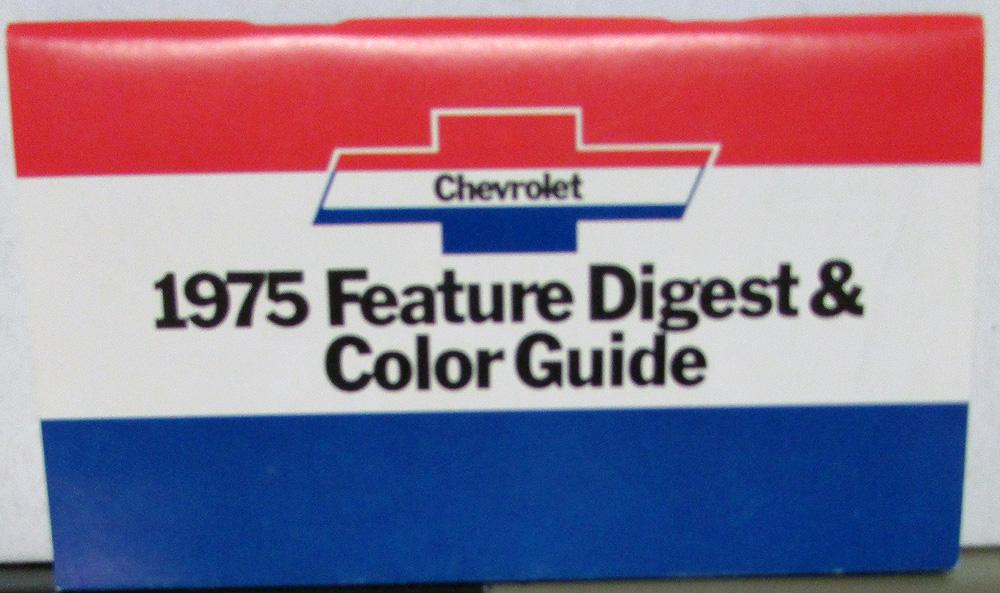 Chevrolet
1975 Feature Digest &
Color Guide